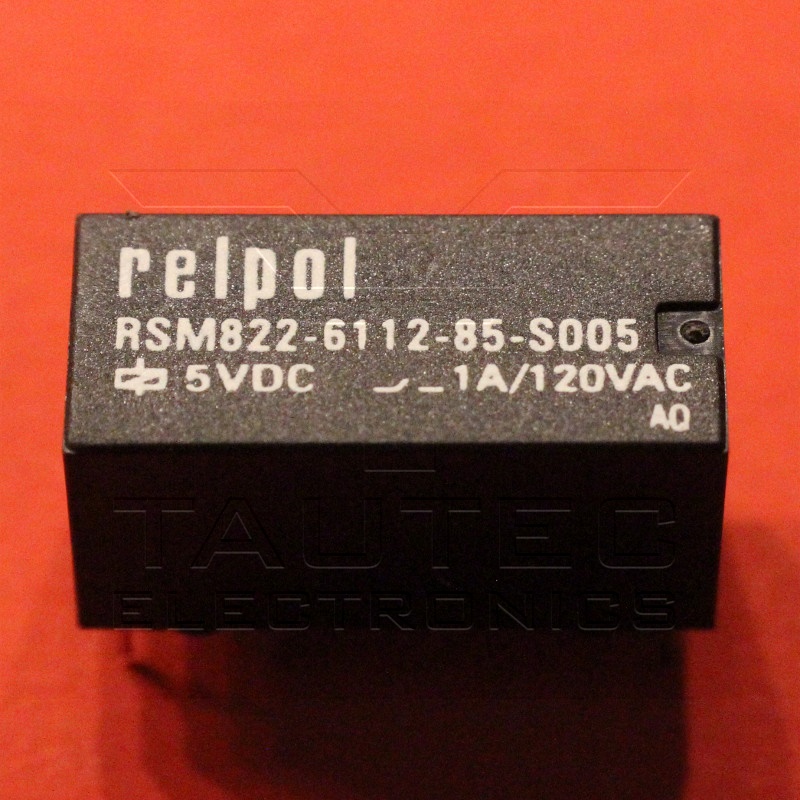 relpol
RSM822-6112-85-S005
5VDC 1A/120VAC
AQ
TAUTEC
ELECTRONICS